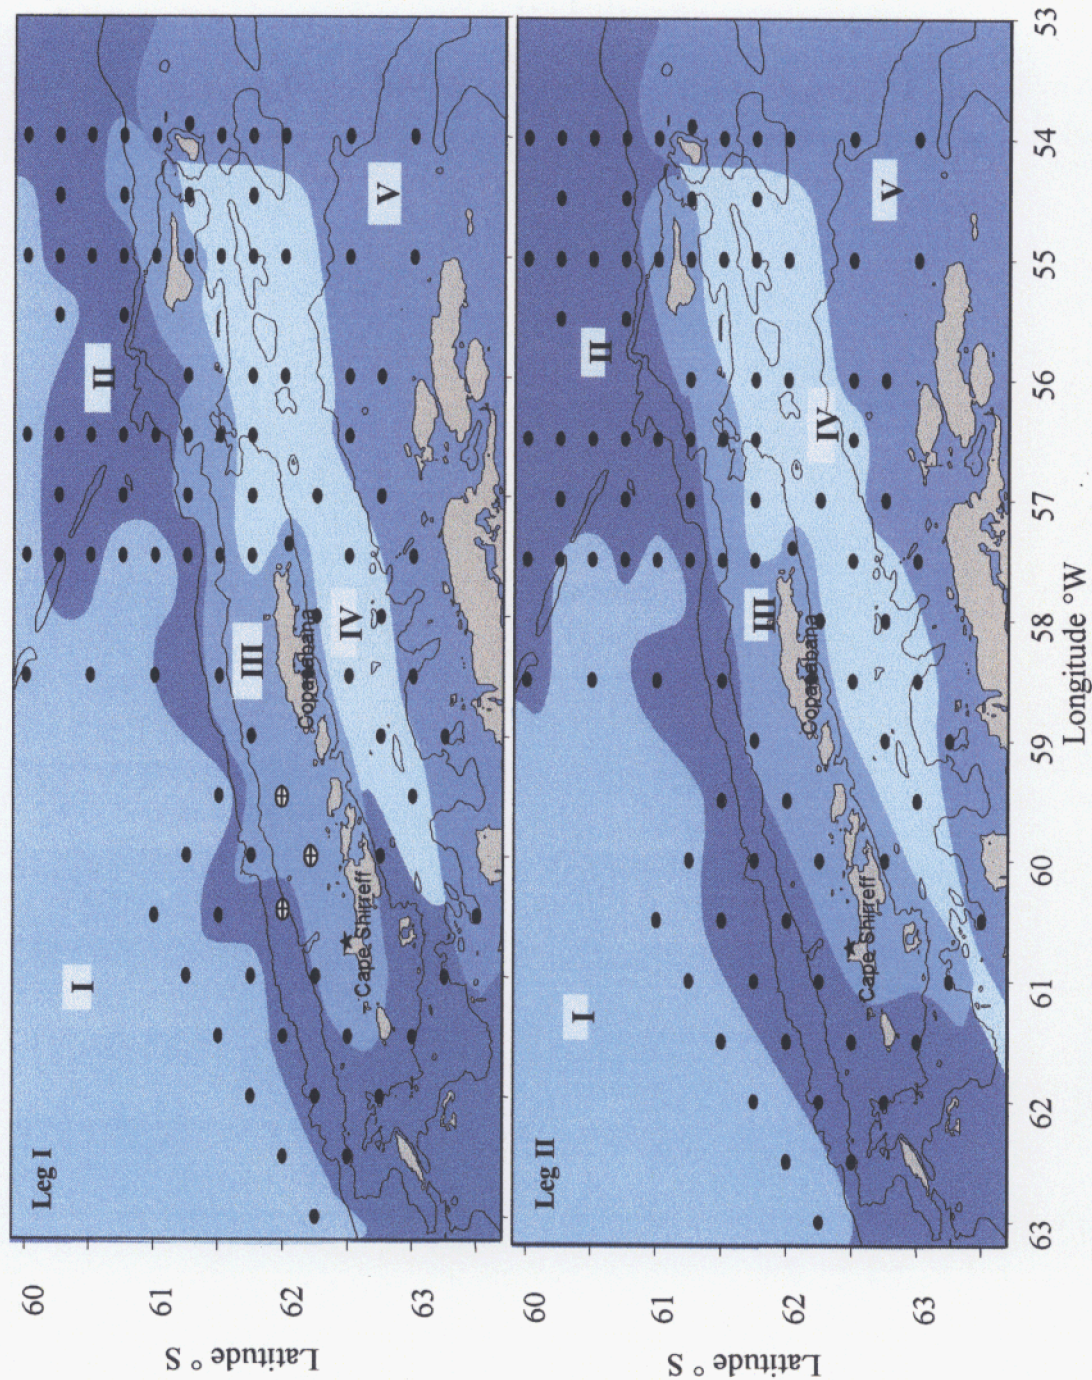 Leg I
I
II
III
IV
V
Cape Shirreff
Copacabana
60
61
62
63
Latitude ° S
Leg II
I
II
III
IV
V
Cape Shirreff
Copacabana
60
61
62
63
Latitude ° S
63
62
61
60
59
58
57
56
55
54
53
Longitude °W